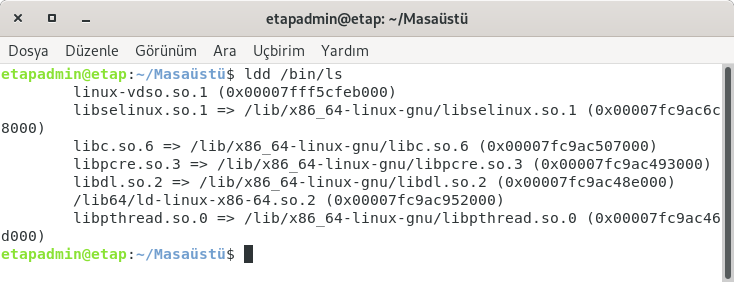 etapadmin@etap: ~/Masaüstü
Dosya Düzenle Görünüm Ara Uçbirim Yardım
etapadmin@etap:~/Masaüstü$ ldd /bin/ls
linux-vdso.so.1 (0x00007fff5cfeb000)
libselinux.so.1 => /lib/x86_64-linux-gnu/libselinux.so.1 (0x00007fc9ac6c
8000)
libc.so.6 => /lib/x86_64-linux-gnu/libc.so.6 (0x00007fc9ac507000)
libpcre.so.3 => /lib/x86_64-linux-gnu/libpcre.so.3 (0x00007fc9ac493000)
libdl.so.2 => /lib/x86_64-linux-gnu/libdl.so.2 (0x00007fc9ac48e000)
/lib64/ld-linux-x86-64.so.2 (0x00007fc9ac952000)
libpthread.so.0 => /lib/x86_64-linux-gnu/libpthread.so.0 (0x00007fc9ac46
d000)
etapadmin@etap:~/Masaüstü$